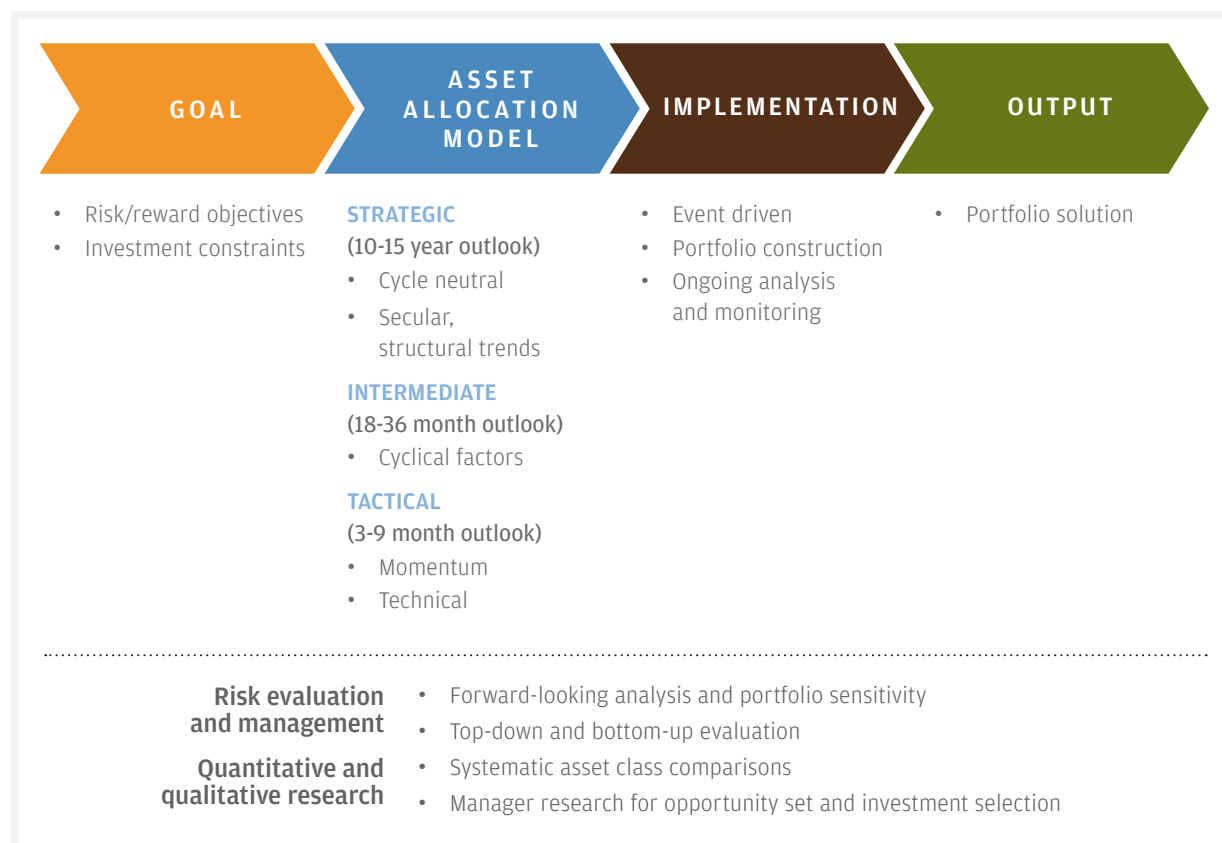 GOAL
ASSET
ALLOCATION
MODEL
IMPLEMENTATION
OUTPUT
• Risk/reward objectives
• Investment constraints
STRATEGIC
(10-15 year outlook)
• Cycle neutral
• Secular,
structural trends
INTERMEDIATE
(18-36 month outlook)
• Cyclical factors
TACTICAL
(3-9 month outlook)
• Momentum
• Technical
• Event driven
• Portfolio construction
• Ongoing analysis
and monitoring
• Portfolio solution
Risk evaluation
and management
• Forward-looking analysis and portfolio sensitivity
• Top-down and bottom-up evaluation
Quantitative and
qualitative research
• Systematic asset class comparisons
• Manager research for opportunity set and investment selection